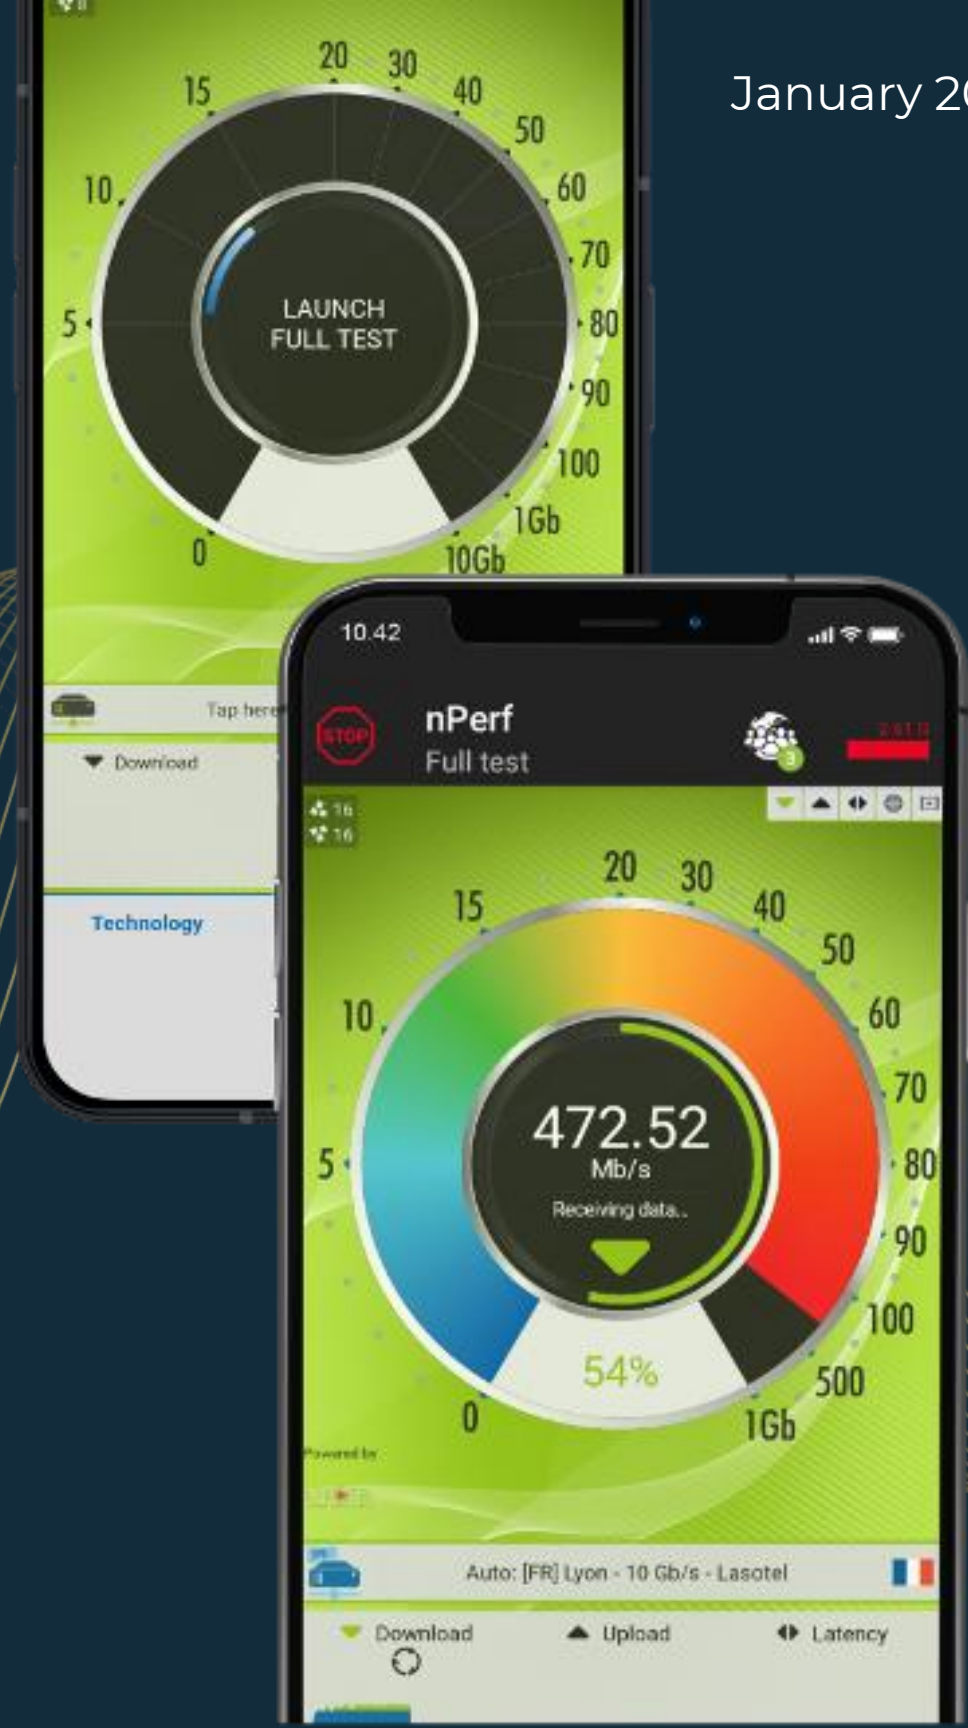 January 20
20
30
15
40
50
10
60
70
5
80
LAUNCH
FULL TEST
90
100
1Gb
0
10Gb
10.42
Tap here
nPerf
STOP
Full test
3
Download
16
16
20
30
15
40
50
Technology
10
60
70
472.52
5
80
Mb/s
Receiving data...
90
100
54%
500
0
1Gb
Powered by
Auto: [FR] Lyon - 10 Gb/s - Lasotel
Download
Upload
Latency